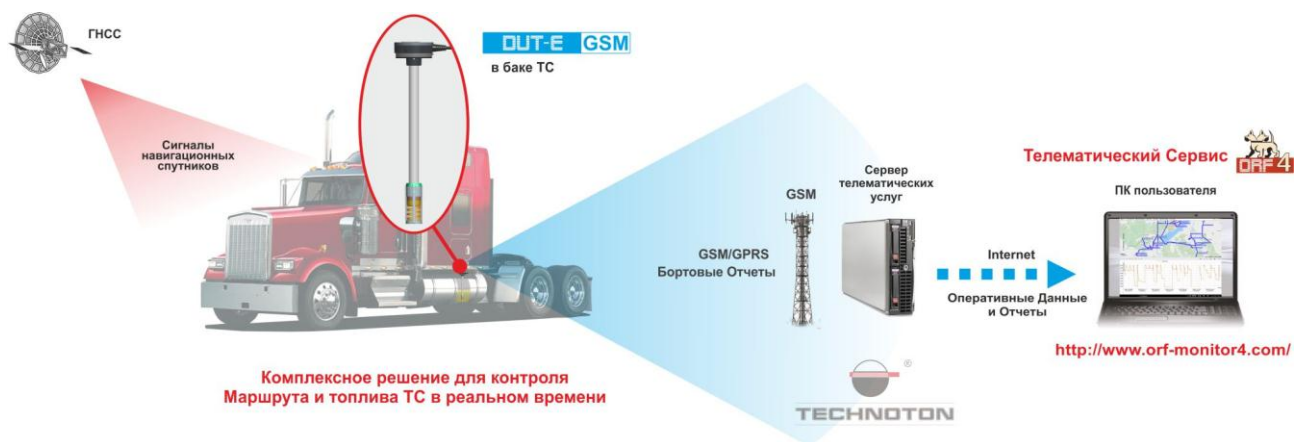 ГНСС
DUT-E GSM
в баке ТС
Сигналы
навигационных
спутников
GSM/GPRS
Бортовые Отчеты
GSM
Сервер
телематических
услуг
Internet
Оперативные Данные
и Отчеты
Телематический Сервис
ORF 4
ПК пользователя
http://www.orf-monitor4.com/
Комплексное решение для контроля
Маршрута и топлива ТС в реальном времени
TECHNOTON
®